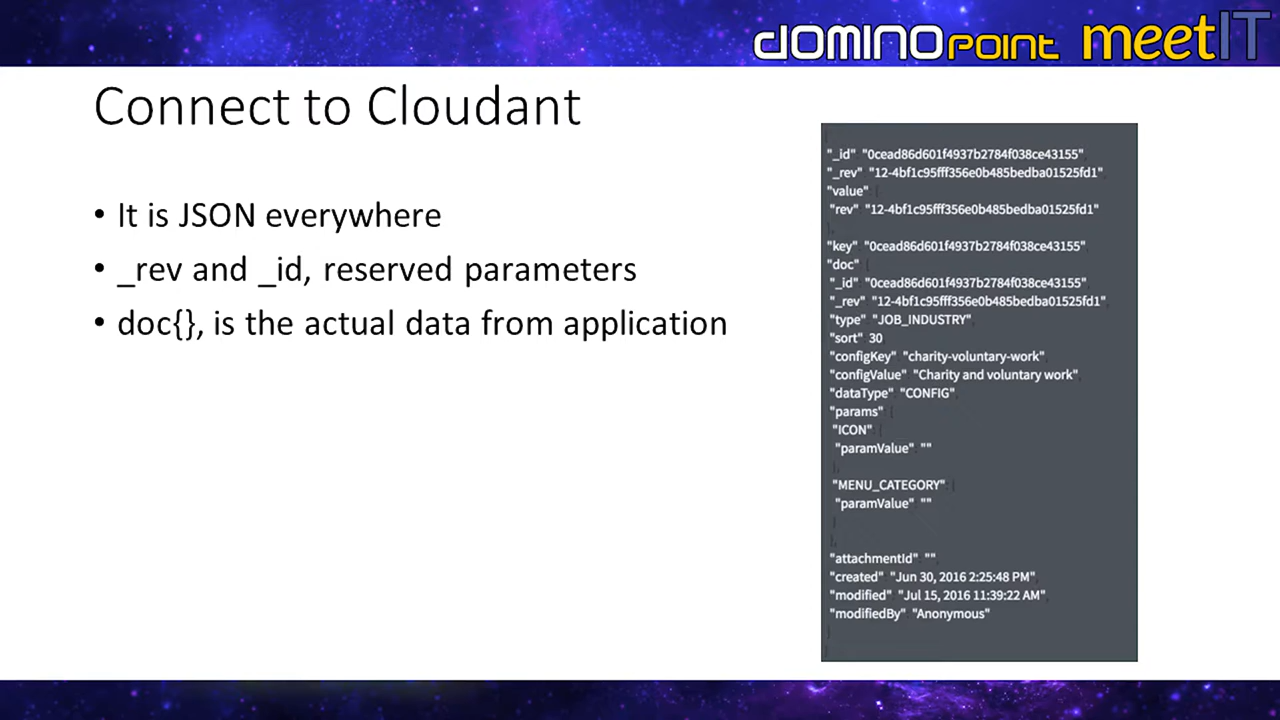 DOMINOPOINT meetIT
Connect to Cloudant
• It is JSON everywhere
• _rev and _id, reserved parameters
• doc{}, is the actual data from application
{
"_id" "0cead86d601f4937b2784f038ce43155",
"_rev" "12-4bf1c95fff356e0b485bedba01525fd1"
"value" {
"rev" "12-4bf1c95fff356e0b485bedba01525fd1"
},
"key" "0cead86d601f4937b2784f038ce43155"
"doc" {
"_id" "0cead86d601f4937b2784f038ce43155",
"_rev" "12-4bf1c95fff356e0b485bedba01525fd1",
"type" "JOB_INDUSTRY",
"sort" 30,
"configKey" "charity-voluntary-work",
"configValue" "Charity and voluntary work",
"dataType" "CONFIG",
"params" {
"ICON" {
"paramValue" ""
},
"MENU_CATEGORY" {
"paramValue" ""
}
},
"attachmentId" "",
"created" "Jun 30, 2016 2:25:48 PM",
"modified" "Jul 15, 2016 11:39:22 AM",
"modifiedBy" "Anonymous"
}
}